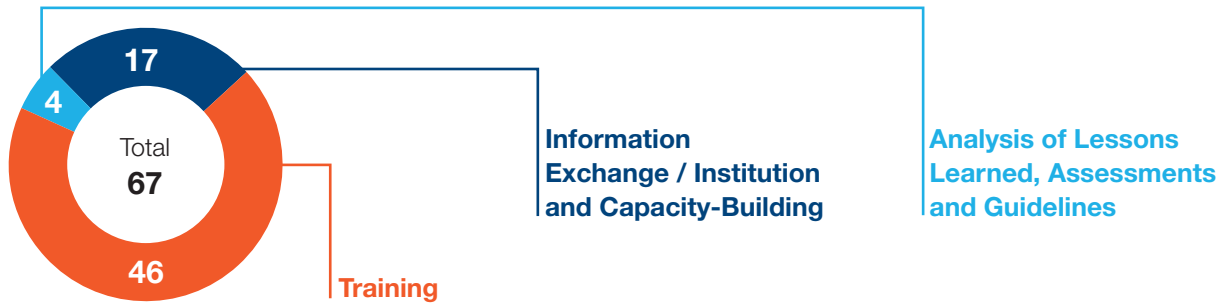 17
4
Total
67
46
Training
Information
Exchange / Institution
and Capacity-Building
Analysis of Lessons
Learned, Assessments
and Guidelines